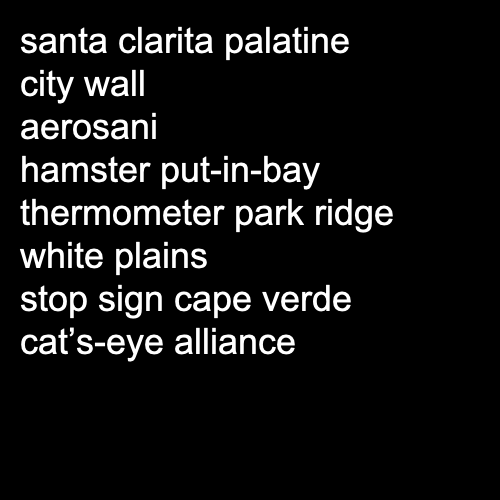 santa clarita palatine
city wall
aerosani
hamster put-in-bay
thermometer park ridge
white plains
stop sign cape verde
cat’s-eye alliance